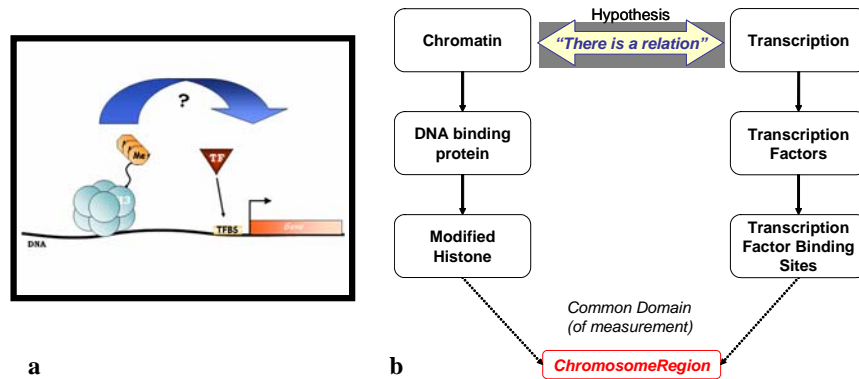 ?
Me
TF
TFBS
Gene
DNA
a
Hypothesis
Chromatin
“There is a relation”
Transcription
DNA binding
protein
Transcription
Factors
Modified
Histone
Transcription
Factor Binding
Sites
Common Domain
(of measurement)
ChromosomeRegion
b